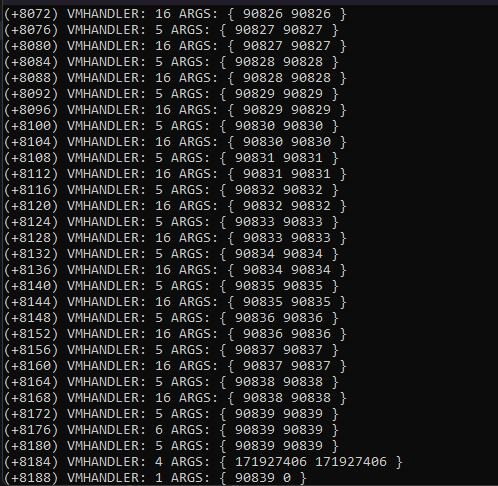 (+8072) VMHANDLER: 16 ARGS: { 90826 90826 }
(+8076) VMHANDLER: 5 ARGS: { 90827 90827 }
(+8080) VMHANDLER: 16 ARGS: { 90827 90827 }
(+8084) VMHANDLER: 5 ARGS: { 90828 90828 }
(+8088) VMHANDLER: 16 ARGS: { 90828 90828 }
(+8092) VMHANDLER: 5 ARGS: { 90829 90829 }
(+8096) VMHANDLER: 16 ARGS: { 90829 90829 }
(+8100) VMHANDLER: 5 ARGS: { 90830 90830 }
(+8104) VMHANDLER: 16 ARGS: { 90830 90830 }
(+8108) VMHANDLER: 5 ARGS: { 90831 90831 }
(+8112) VMHANDLER: 16 ARGS: { 90831 90831 }
(+8116) VMHANDLER: 5 ARGS: { 90832 90832 }
(+8120) VMHANDLER: 16 ARGS: { 90832 90832 }
(+8124) VMHANDLER: 5 ARGS: { 90833 90833 }
(+8128) VMHANDLER: 16 ARGS: { 90833 90833 }
(+8132) VMHANDLER: 5 ARGS: { 90834 90834 }
(+8136) VMHANDLER: 16 ARGS: { 90834 90834 }
(+8140) VMHANDLER: 5 ARGS: { 90835 90835 }
(+8144) VMHANDLER: 16 ARGS: { 90835 90835 }
(+8148) VMHANDLER: 5 ARGS: { 90836 90836 }
(+8152) VMHANDLER: 16 ARGS: { 90836 90836 }
(+8156) VMHANDLER: 5 ARGS: { 90837 90837 }
(+8160) VMHANDLER: 16 ARGS: { 90837 90837 }
(+8164) VMHANDLER: 5 ARGS: { 90838 90838 }
(+8168) VMHANDLER: 16 ARGS: { 90838 90838 }
(+8172) VMHANDLER: 5 ARGS: { 90839 90839 }
(+8176) VMHANDLER: 6 ARGS: { 90839 90839 }
(+8180) VMHANDLER: 5 ARGS: { 90839 90839 }
(+8184) VMHANDLER: 4 ARGS: { 171927406 171927406 }
(+8188) VMHANDLER: 1 ARGS: { 90839 0 }